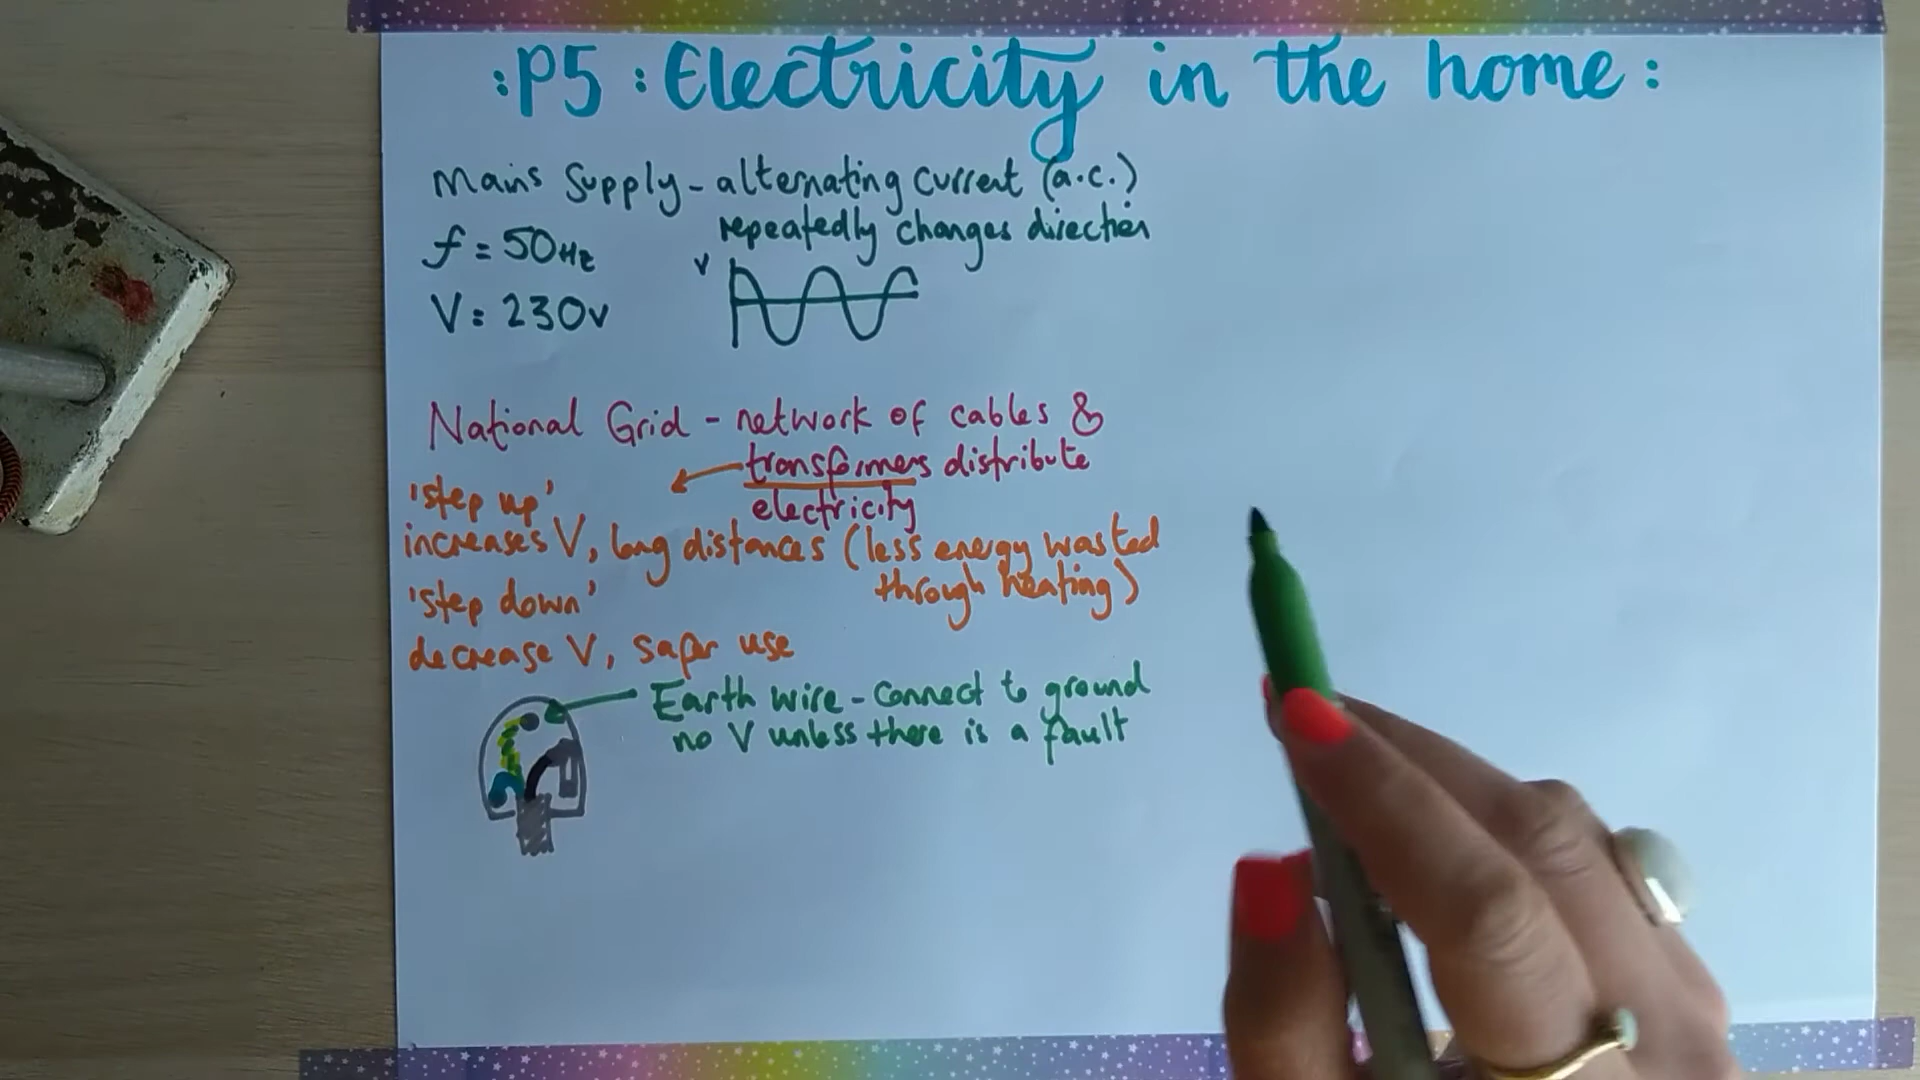 :P5: Electricity in the home:
Mains Supply - alternating current (a.c.)
repeatedly changes direction
f = 50Hz
V = 230v
V
National Grid - network of cables &
transformers distribute
electricity
'step up'
increases V, long distances (less energy wasted
through heating)
'step down'
decrease V, safer use
Earth wire - connect to ground
no V unless there is a fault